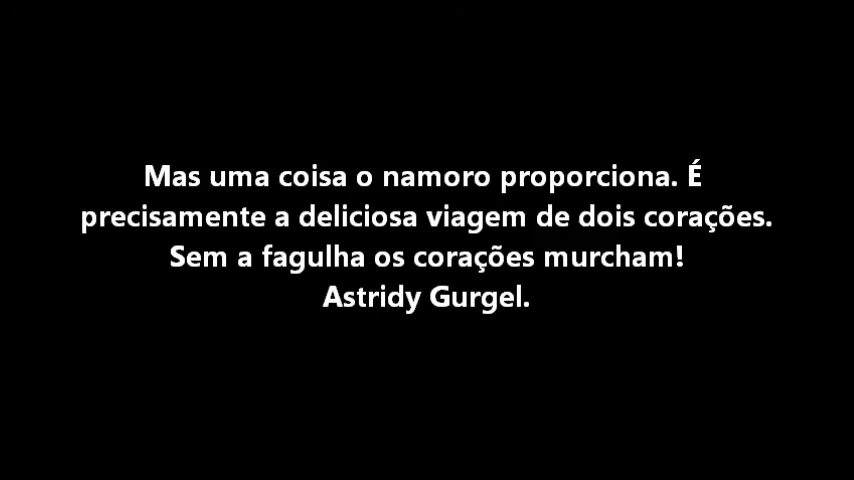 Mas uma coisa o namoro proporciona. É
precisamente a deliciosa viagem de dois corações.
Sem a fagulha os corações murcham!
Astridy Gurgel.